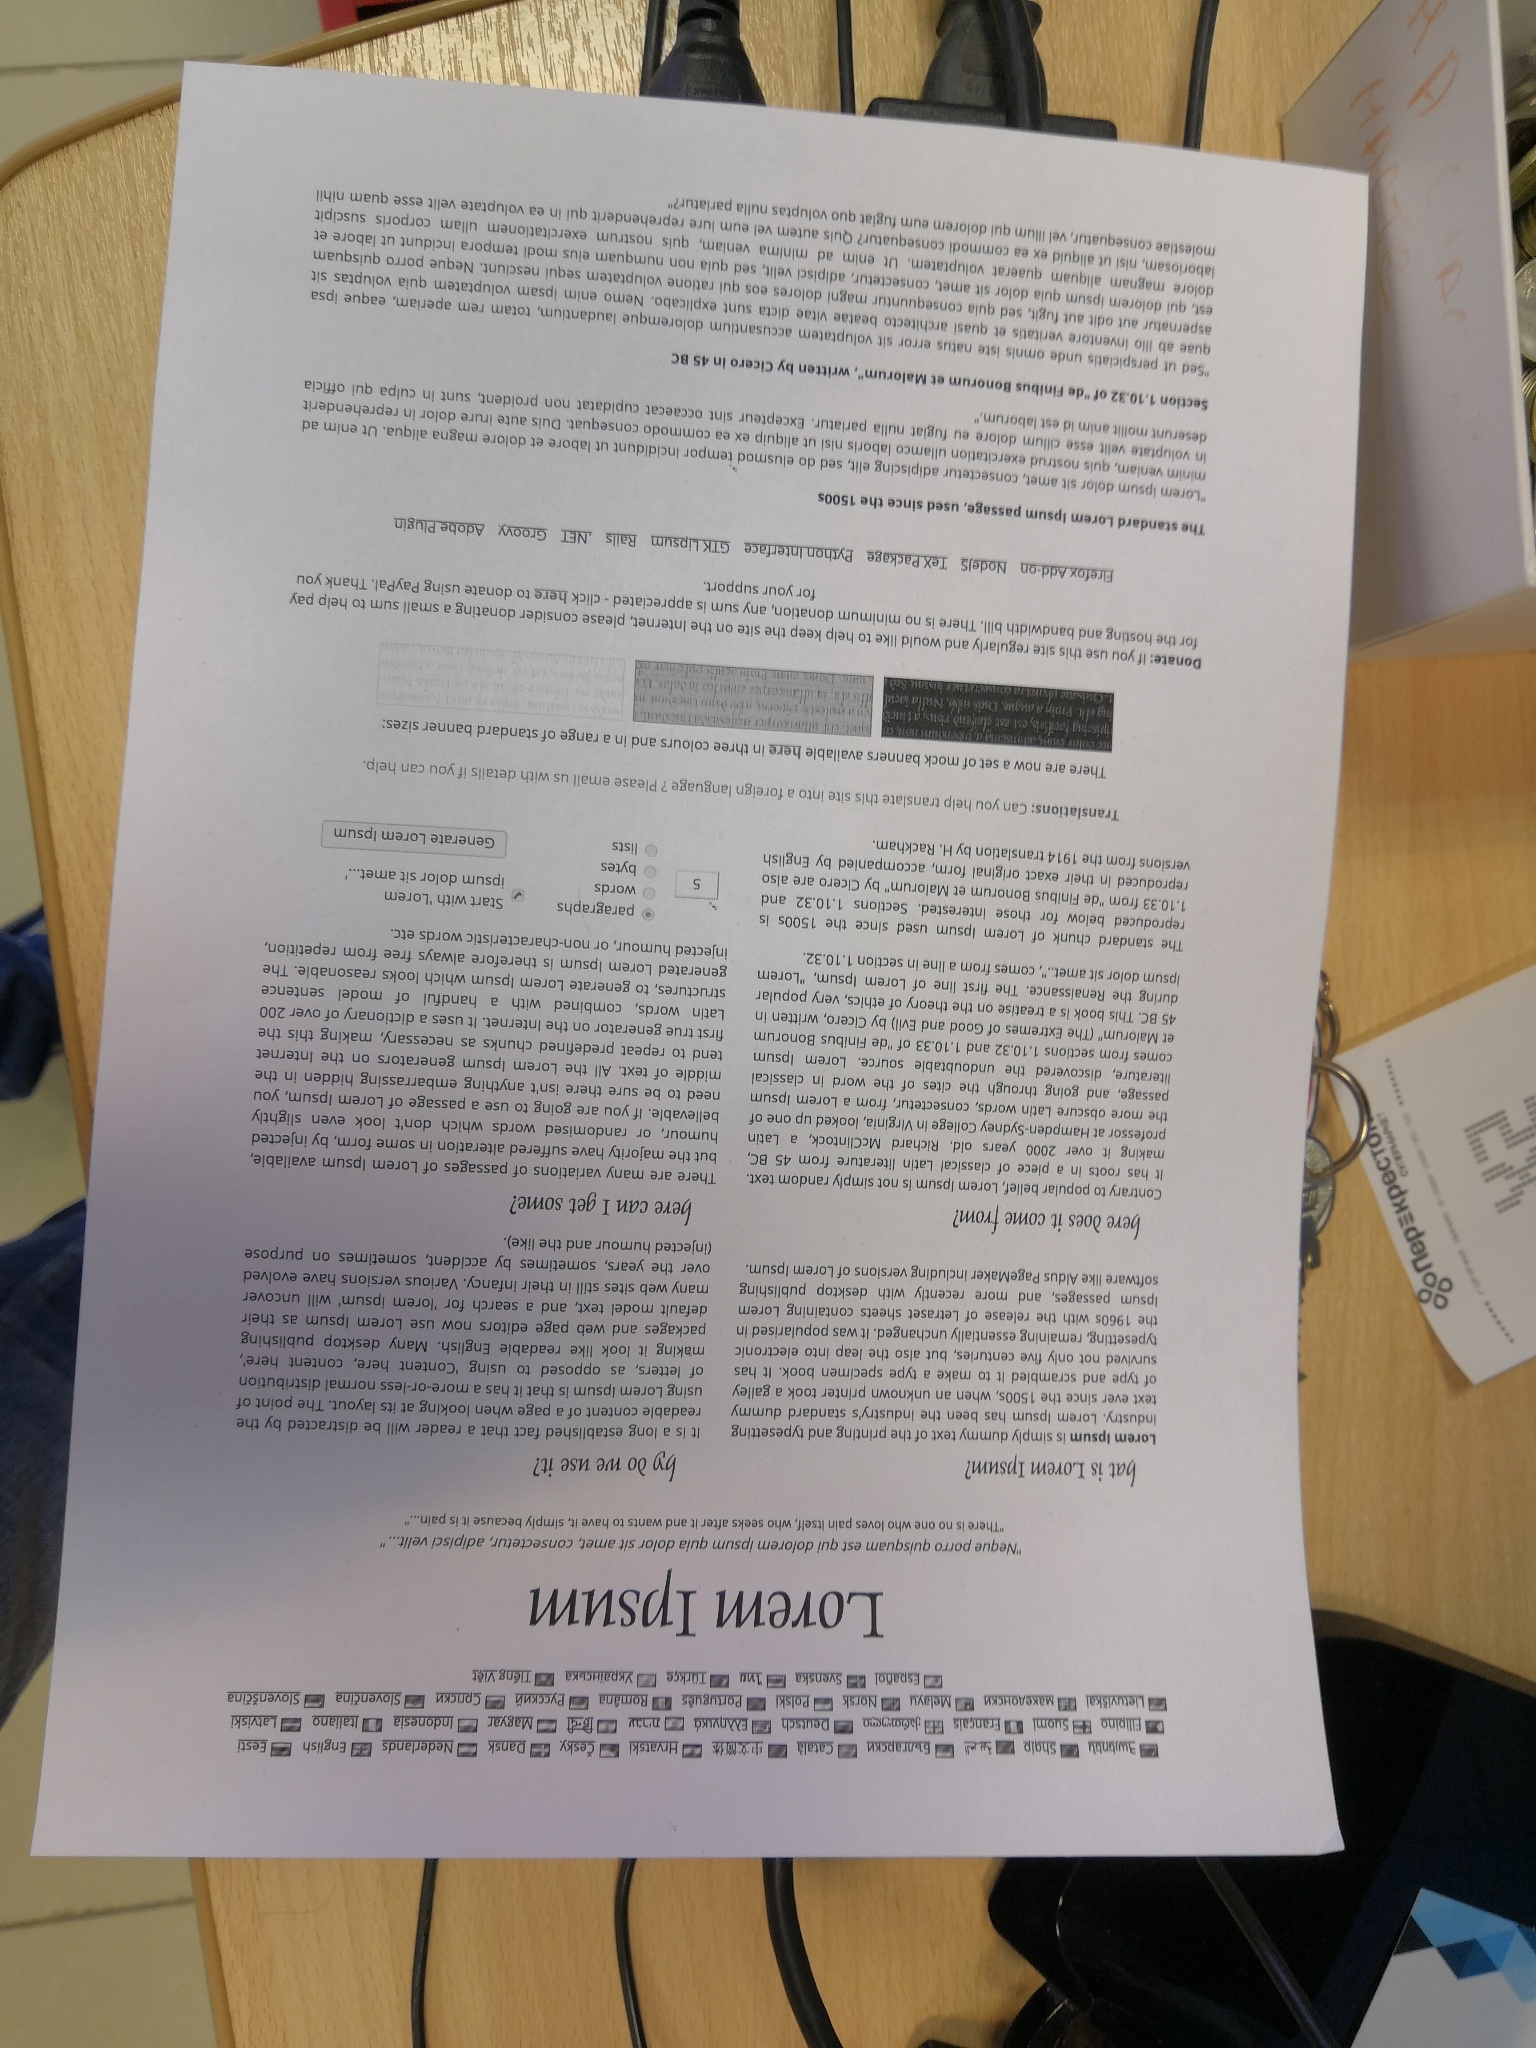 Հայերեն Shqip العربية Български Català 中文简体 Hrvatski Česky Dansk Nederlands English Eesti
Filipino Suomi Français ქართული Deutsch Ελληνικά עברית हिन्दी Magyar Indonesia Italiano Latviski
Lietuviškai македонски Melayu Norsk Polski Português Româna Pyccкий Српски Slovenčina Slovenščina
Español Svenska ไทย Türkçe Українська Tiếng Việt
Lorem Ipsum
"Neque porro quisquam est qui dolorem ipsum quia dolor sit amet, consectetur, adipisci velit..."
"There is no one who loves pain itself, who seeks after it and wants to have it, simply because it is pain..."
hat is Lorem Ipsum?
Lorem Ipsum is simply dummy text of the printing and typesetting
industry. Lorem Ipsum has been the industry's standard dummy
text ever since the 1500s, when an unknown printer took a galley
of type and scrambled it to make a type specimen book. It has
survived not only five centuries, but also the leap into electronic
typesetting, remaining essentially unchanged. It was popularised in
the 1960s with the release of Letraset sheets containing Lorem
Ipsum passages, and more recently with desktop publishing
software like Aldus PageMaker including versions of Lorem Ipsum.
hy do we use it?
It is a long established fact that a reader will be distracted by the
readable content of a page when looking at its layout. The point of
using Lorem Ipsum is that it has a more-or-less normal distribution
of letters, as opposed to using 'Content here, content here',
making it look like readable English. Many desktop publishing
packages and web page editors now use Lorem Ipsum as their
default model text, and a search for 'lorem ipsum' will uncover
many web sites still in their infancy. Various versions have evolved
over the years, sometimes by accident, sometimes on purpose
(injected humour and the like).
here does it come from?
Contrary to popular belief, Lorem Ipsum is not simply random text.
It has roots in a piece of classical Latin literature from 45 BC,
making it over 2000 years old. Richard McClintock, a Latin
professor at Hampden-Sydney College in Virginia, looked up one of
the more obscure Latin words, consectetur, from a Lorem Ipsum
passage, and going through the cites of the word in classical
literature, discovered the undoubtable source. Lorem Ipsum
comes from sections 1.10.32 and 1.10.33 of "de Finibus Bonorum
et Malorum" (The Extremes of Good and Evil) by Cicero, written in
45 BC. This book is a treatise on the theory of ethics, very popular
during the Renaissance. The first line of Lorem Ipsum, "Lorem
ipsum dolor sit amet..", comes from a line in section 1.10.32.
The standard chunk of Lorem Ipsum used since the 1500s is
reproduced below for those interested. Sections 1.10.32 and
1.10.33 from "de Finibus Bonorum et Malorum" by Cicero are also
reproduced in their exact original form, accompanied by English
versions from the 1914 translation by H. Rackham.
here can I get some?
There are many variations of passages of Lorem Ipsum available,
but the majority have suffered alteration in some form, by injected
humour, or randomised words which don't look even slightly
believable. If you are going to use a passage of Lorem Ipsum, you
need to be sure there isn't anything embarrassing hidden in the
middle of text. All the Lorem Ipsum generators on the Internet
tend to repeat predefined chunks as necessary, making this the
first true generator on the Internet. It uses a dictionary of over 200
Latin words, combined with a handful of model sentence
structures, to generate Lorem Ipsum which looks reasonable. The
generated Lorem Ipsum is therefore always free from repetition,
injected humour, or non-characteristic words etc.
5
paragraphs
words
bytes
lists
Start with 'Lorem
ipsum dolor sit amet...'
Generate Lorem Ipsum
Translations: Can you help translate this site into a foreign language ? Please email us with details if you can help.
There are now a set of mock banners available here in three colours and in a range of standard banner sizes:
Donate: If you use this site regularly and would like to help keep the site on the Internet, please consider donating a small sum to help pay
for the hosting and bandwidth bill. There is no minimum donation, any sum is appreciated - click here to donate using PayPal. Thank you
for your support.
Firefox Add-on NodeJS TeX Package Python Interface GTK Lipsum Rails .NET Groovy Adobe Plugin
The standard Lorem Ipsum passage, used since the 1500s
"Lorem ipsum dolor sit amet, consectetur adipiscing elit, sed do eiusmod tempor incididunt ut labore et dolore magna aliqua. Ut enim ad
minim veniam, quis nostrud exercitation ullamco laboris nisi ut aliquip ex ea commodo consequat. Duis aute irure dolor in reprehenderit
in voluptate velit esse cillum dolore eu fugiat nulla pariatur. Excepteur sint occaecat cupidatat non proident, sunt in culpa qui officia
deserunt mollit anim id est laborum."
Section 1.10.32 of "de Finibus Bonorum et Malorum", written by Cicero in 45 BC
"Sed ut perspiciatis unde omnis iste natus error sit voluptatem accusantium doloremque laudantium, totam rem aperiam, eaque ipsa
quae ab illo inventore veritatis et quasi architecto beatae vitae dicta sunt explicabo. Nemo enim ipsam voluptatem quia voluptas sit
aspernatur aut odit aut fugit, sed quia consequuntur magni dolores eos qui ratione voluptatem sequi nesciunt. Neque porro quisquam
est, qui dolorem ipsum quia dolor sit amet, consectetur, adipisci velit, sed quia non numquam eius modi tempora incidunt ut labore et
dolore magnam aliquam quaerat voluptatem. Ut enim ad minima veniam, quis nostrum exercitationem ullam corporis suscipit
laboriosam, nisi ut aliquid ex ea commodi consequatur? Quis autem vel eum iure reprehenderit qui in ea voluptate velit esse quam nihil
molestiae consequatur, vel illum qui dolorem eum fugiat quo voluptas nulla pariatur?"
перекресток
супермаркет